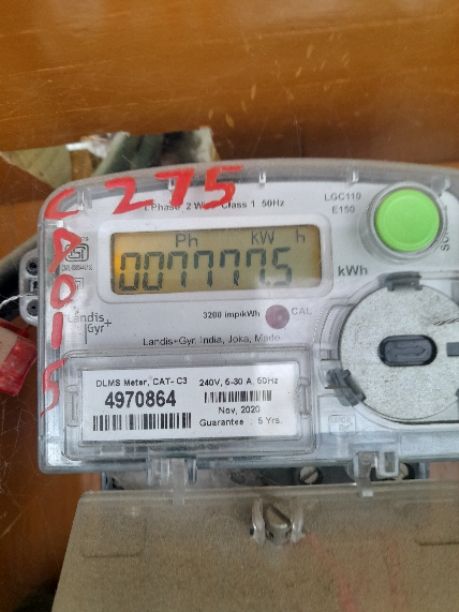 C 275
D015
1 Phase, 2 Wire Class 1 50Hz
LGC110
E150
Ph kW h
007777.5
kWh
3200 imp/kWh
CAL
Landis
Gyr+
Landis+Gyr India, Joka, Made
DLMS Meter, CAT- C3
240V, 5-30 A, 50Hz
4970864
Nov, 2020
Guarantee : 5 Yrs.